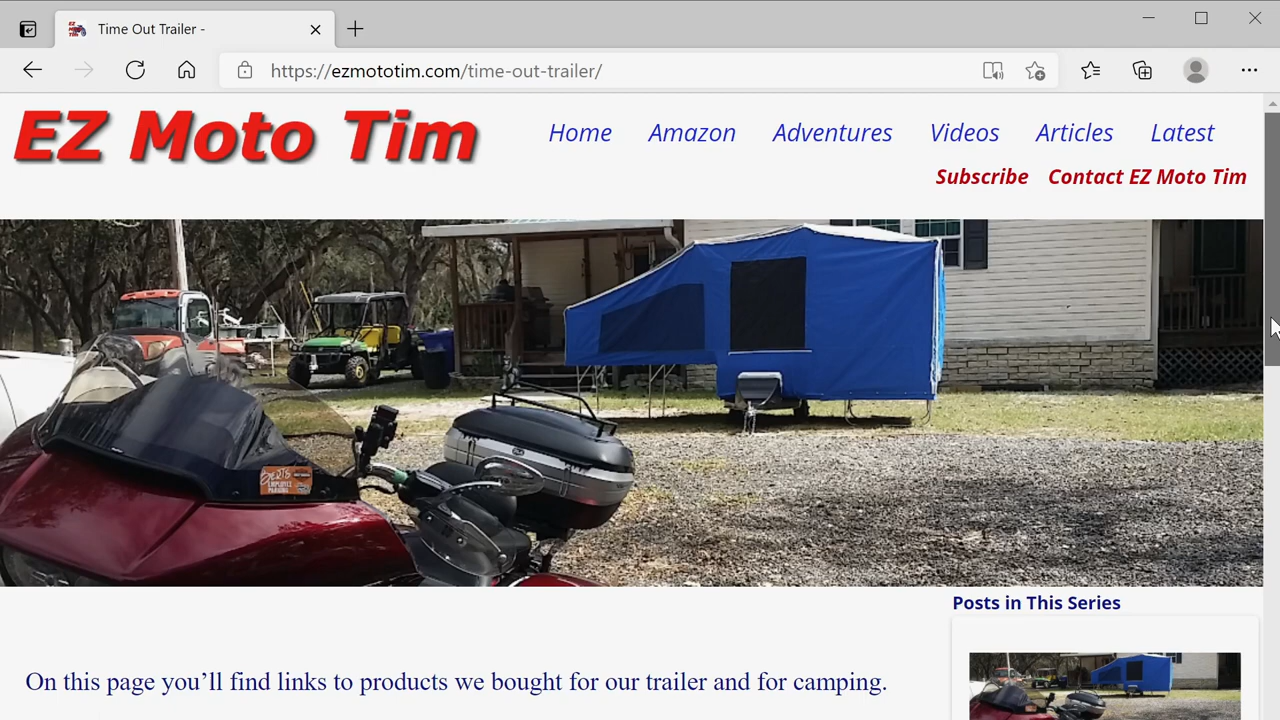 Time Out Trailer -
https://ezmototim.com/time-out-trailer/
EZ Moto Tim
Home Amazon Adventures Videos Articles Latest
Subscribe Contact EZ Moto Tim
Posts in This Series
On this page you’ll find links to products we bought for our trailer and for camping.